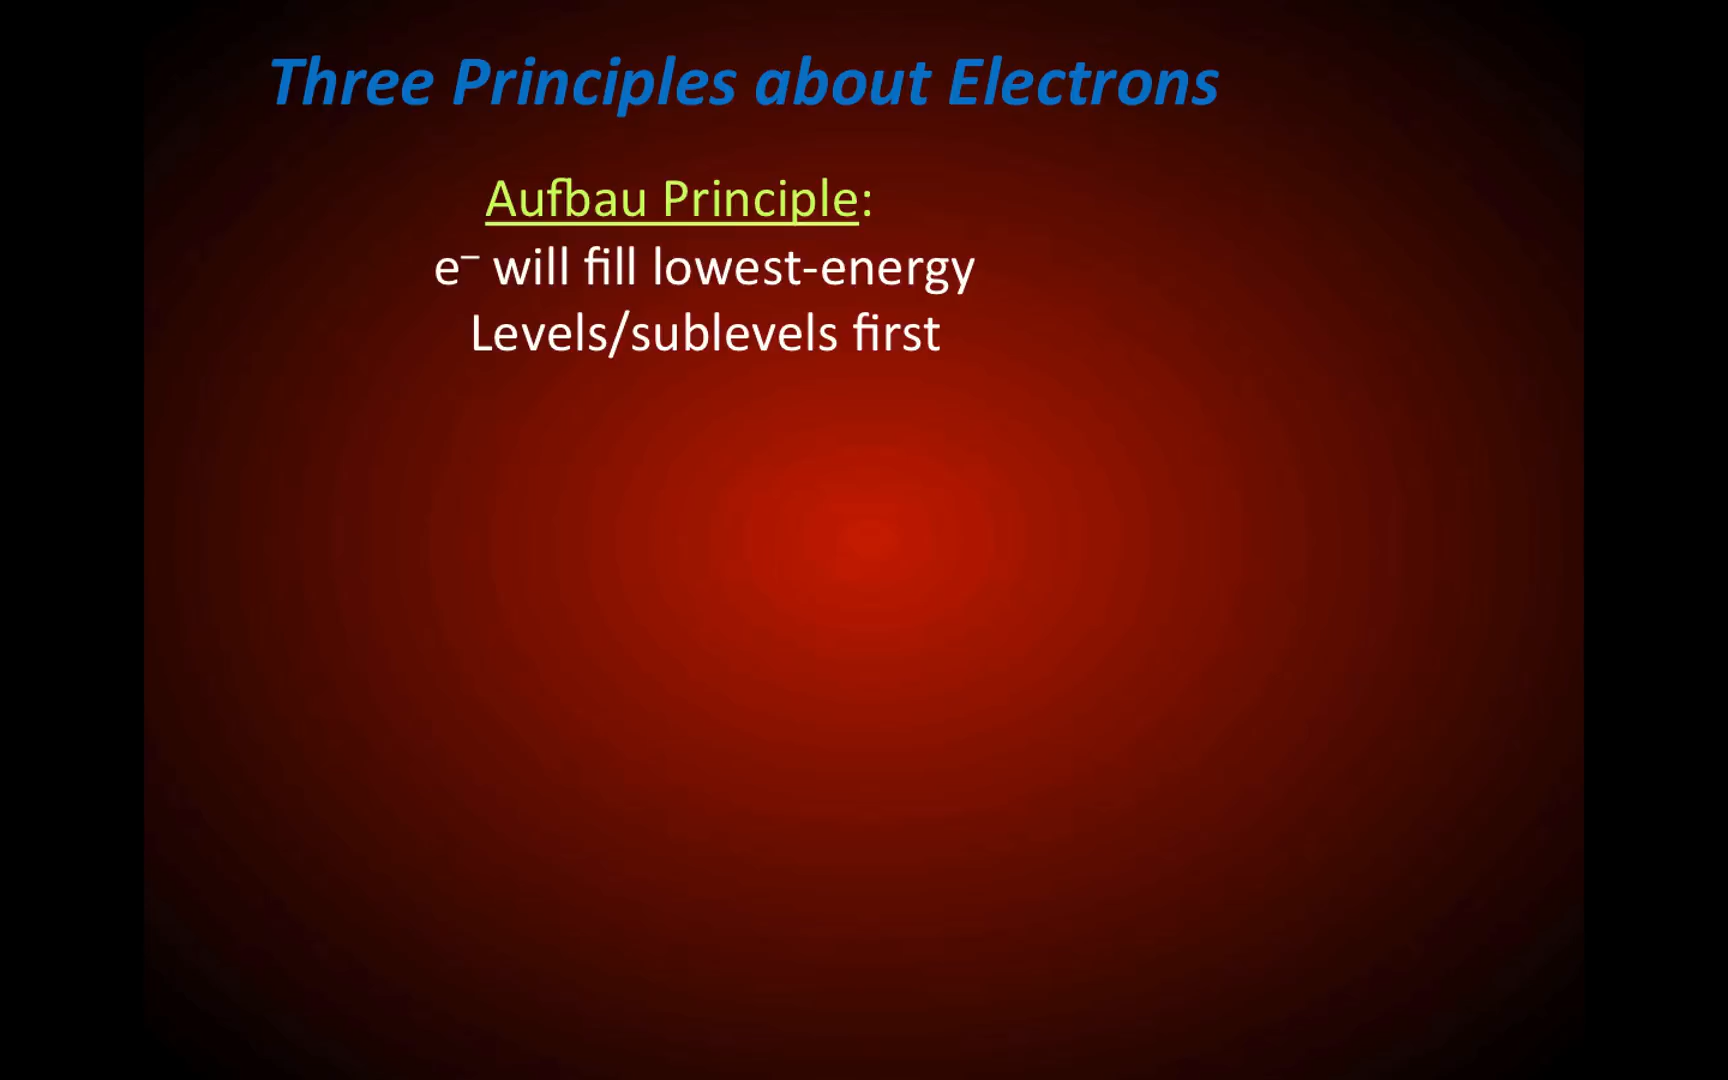 Three Principles about Electrons
Aufbau Principle:
e⁻ will fill lowest-energy
Levels/sublevels first